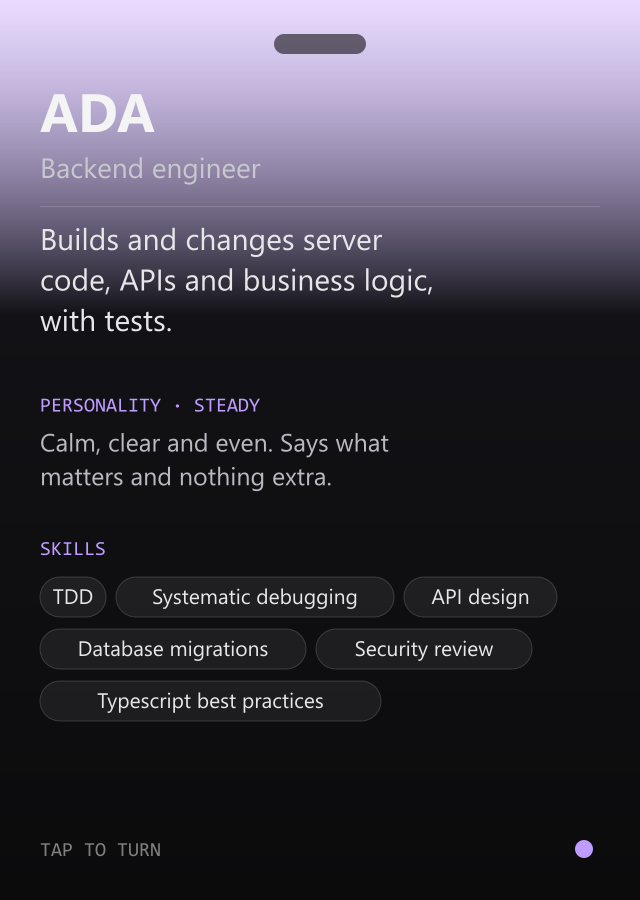 ADA
Backend engineer
Builds and changes server
code, APIs and business logic,
with tests.
PERSONALITY · STEADY
Calm, clear and even. Says what
matters and nothing extra.
SKILLS
TDD Systematic debugging API design
Database migrations Security review
Typescript best practices
TAP TO TURN